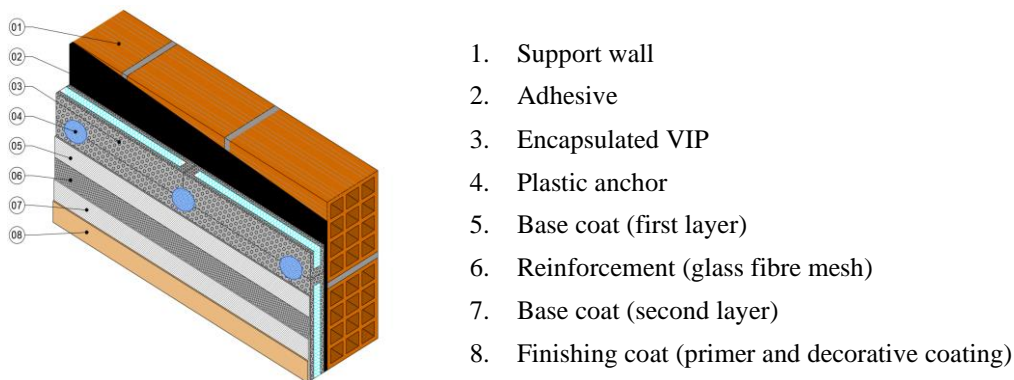 01
02
03
04
05
06
07
08
1. Support wall
2. Adhesive
3. Encapsulated VIP
4. Plastic anchor
5. Base coat (first layer)
6. Reinforcement (glass fibre mesh)
7. Base coat (second layer)
8. Finishing coat (primer and decorative coating)